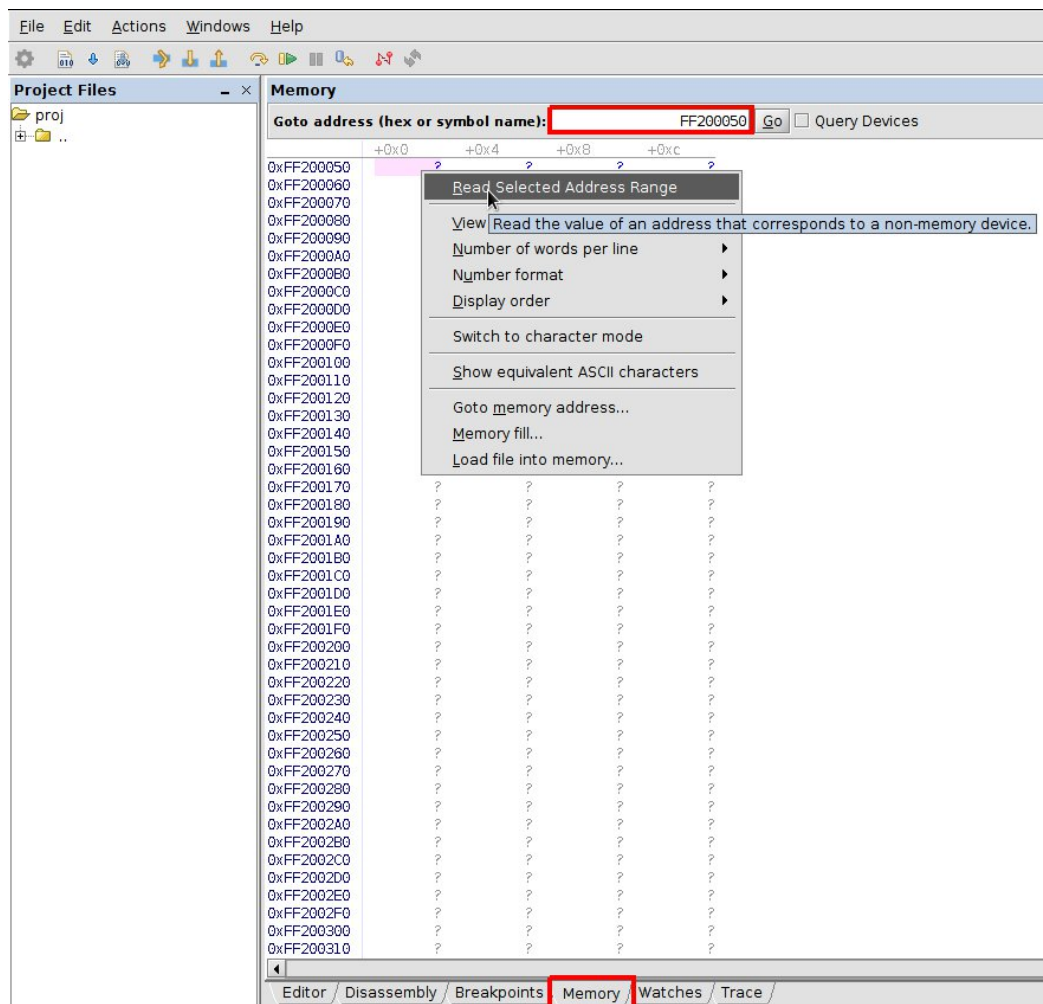 File Edit Actions Windows Help
Project Files
proj
..
Memory
Goto address (hex or symbol name): FF200050 Go Query Devices
+0x0 +0x4 +0x8 +0xc
0xFF200050 ? ? ? ?
0xFF200060
0xFF200070
0xFF200080
0xFF200090
0xFF2000A0
0xFF2000B0
0xFF2000C0
0xFF2000D0
0xFF2000E0
0xFF2000F0
0xFF200100
0xFF200110
0xFF200120
0xFF200130
0xFF200140
0xFF200150
0xFF200160
Read Selected Address Range
View
Read the value of an address that corresponds to a non-memory device.
Number of words per line
Number format
Display order
Switch to character mode
Show equivalent ASCII characters
Goto memory address...
Memory fill...
Load file into memory...
0xFF200170 ? ? ? ?
0xFF200180 ? ? ? ?
0xFF200190 ? ? ? ?
0xFF2001A0 ? ? ? ?
0xFF2001B0 ? ? ? ?
0xFF2001C0 ? ? ? ?
0xFF2001D0 ? ? ? ?
0xFF2001E0 ? ? ? ?
0xFF2001F0 ? ? ? ?
0xFF200200 ? ? ? ?
0xFF200210 ? ? ? ?
0xFF200220 ? ? ? ?
0xFF200230 ? ? ? ?
0xFF200240 ? ? ? ?
0xFF200250 ? ? ? ?
0xFF200260 ? ? ? ?
0xFF200270 ? ? ? ?
0xFF200280 ? ? ? ?
0xFF200290 ? ? ? ?
0xFF2002A0 ? ? ? ?
0xFF2002B0 ? ? ? ?
0xFF2002C0 ? ? ? ?
0xFF2002D0 ? ? ? ?
0xFF2002E0 ? ? ? ?
0xFF2002F0 ? ? ? ?
0xFF200300 ? ? ? ?
0xFF200310 ? ? ? ?
Editor / Disassembly / Breakpoints Memory / Watches / Trace /